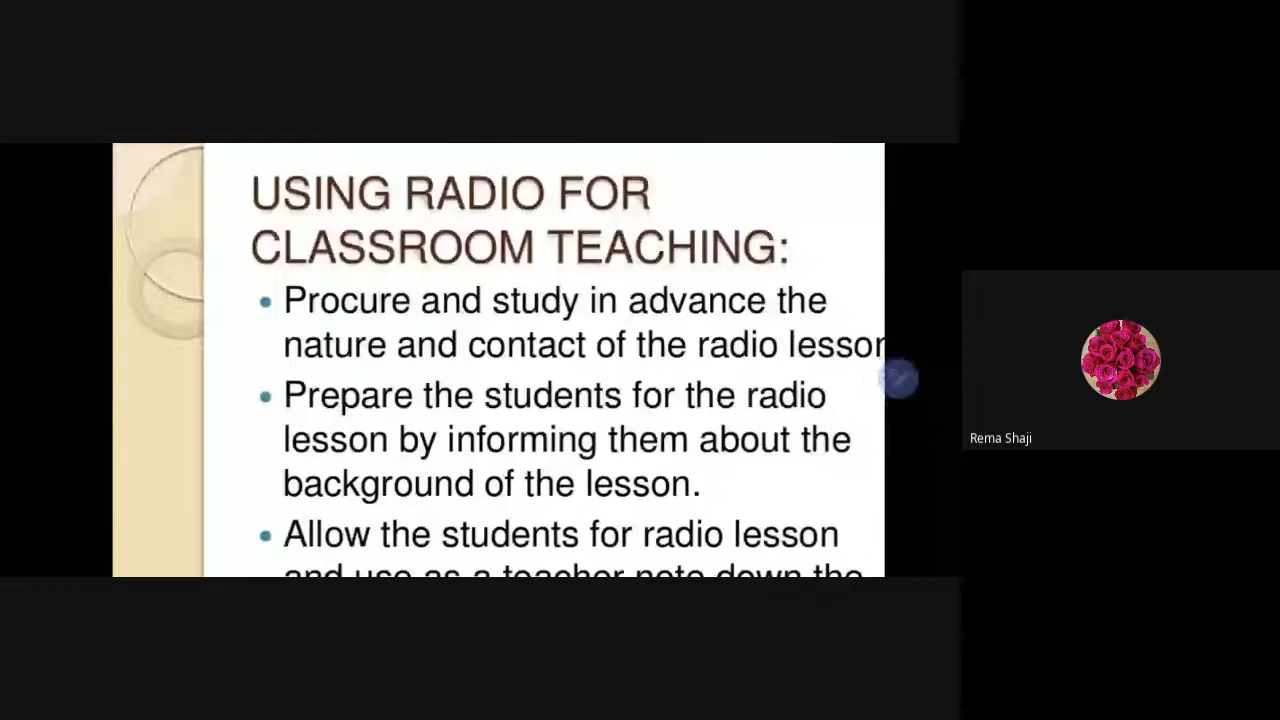 USING RADIO FOR
CLASSROOM TEACHING:
• Procure and study in advance the
nature and contact of the radio lesson
• Prepare the students for the radio
lesson by informing them about the
background of the lesson.
• Allow the students for radio lesson
and use as a teacher note down the
Rema Shaji